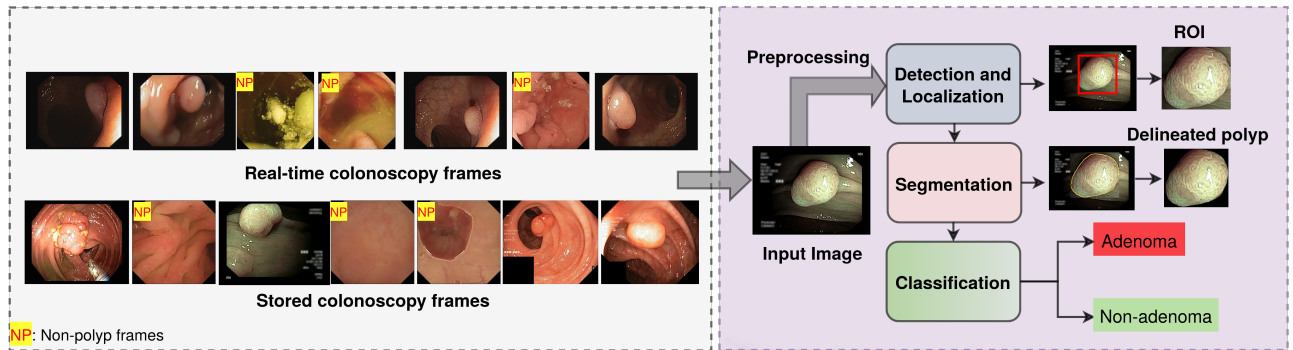 NP
NP
NP
Real-time colonoscopy frames
NP
NP
NP
Stored colonoscopy frames
NP: Non-polyp frames
Preprocessing
Input Image
Detection and
Localization
ROI
Segmentation
Delineated polyp
Classification
Adenoma
Non-adenoma